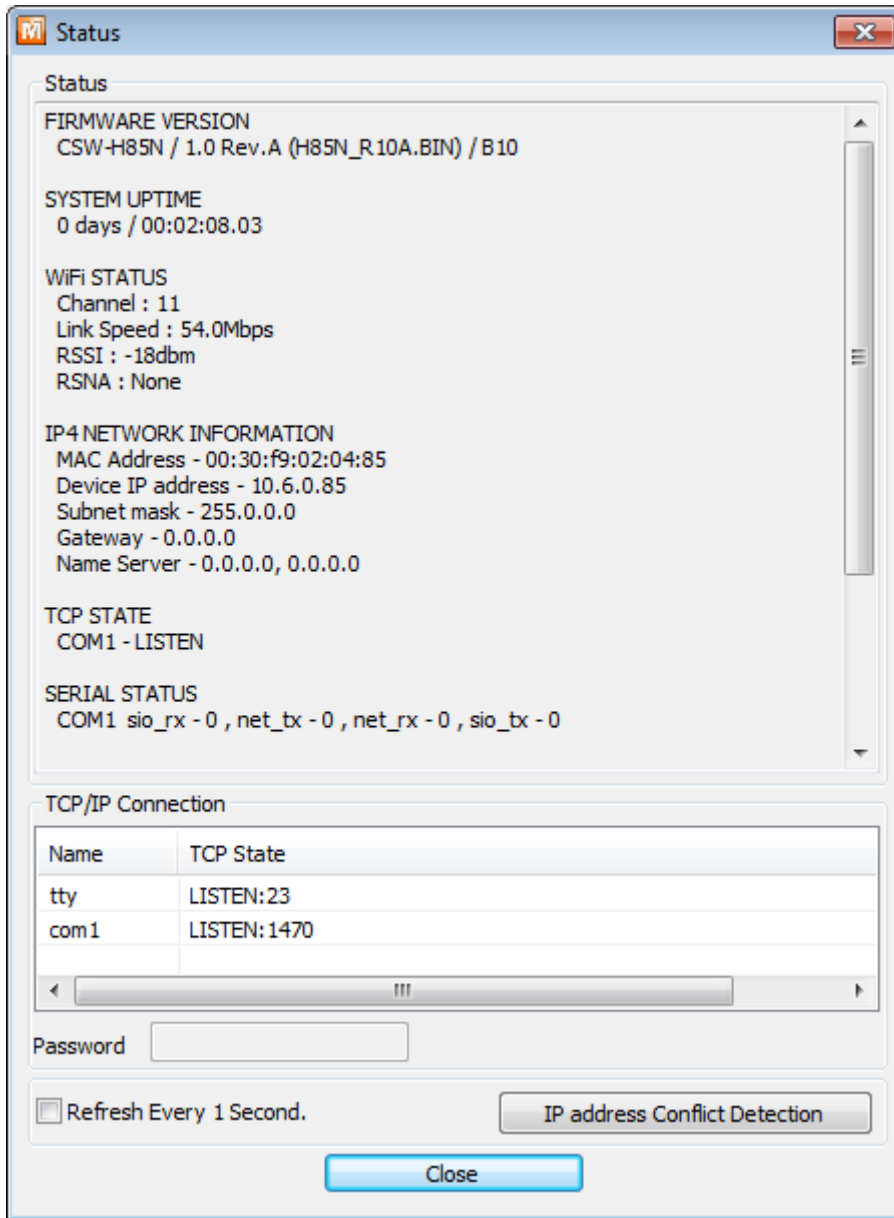 Status
Status
FIRMWARE VERSION
CSW-H85N / 1.0 Rev.A (H85N_R10A.BIN) / B10
SYSTEM UPTIME
0 days / 00:02:08.03
WiFi STATUS
Channel : 11
Link Speed : 54.0Mbps
RSSI : -18dbm
RSNA : None
IP4 NETWORK INFORMATION
MAC Address - 00:30:f9:02:04:85
Device IP address - 10.6.0.85
Subnet mask - 255.0.0.0
Gateway - 0.0.0.0
Name Server - 0.0.0.0, 0.0.0.0
TCP STATE
COM1 - LISTEN
SERIAL STATUS
COM1  sio_rx - 0 , net_tx - 0 , net_rx - 0 , sio_tx - 0
TCP/IP Connection
Name TCP State
tty LISTEN:23
com1 LISTEN:1470
Password
Refresh Every 1 Second. IP address Conflict Detection
Close